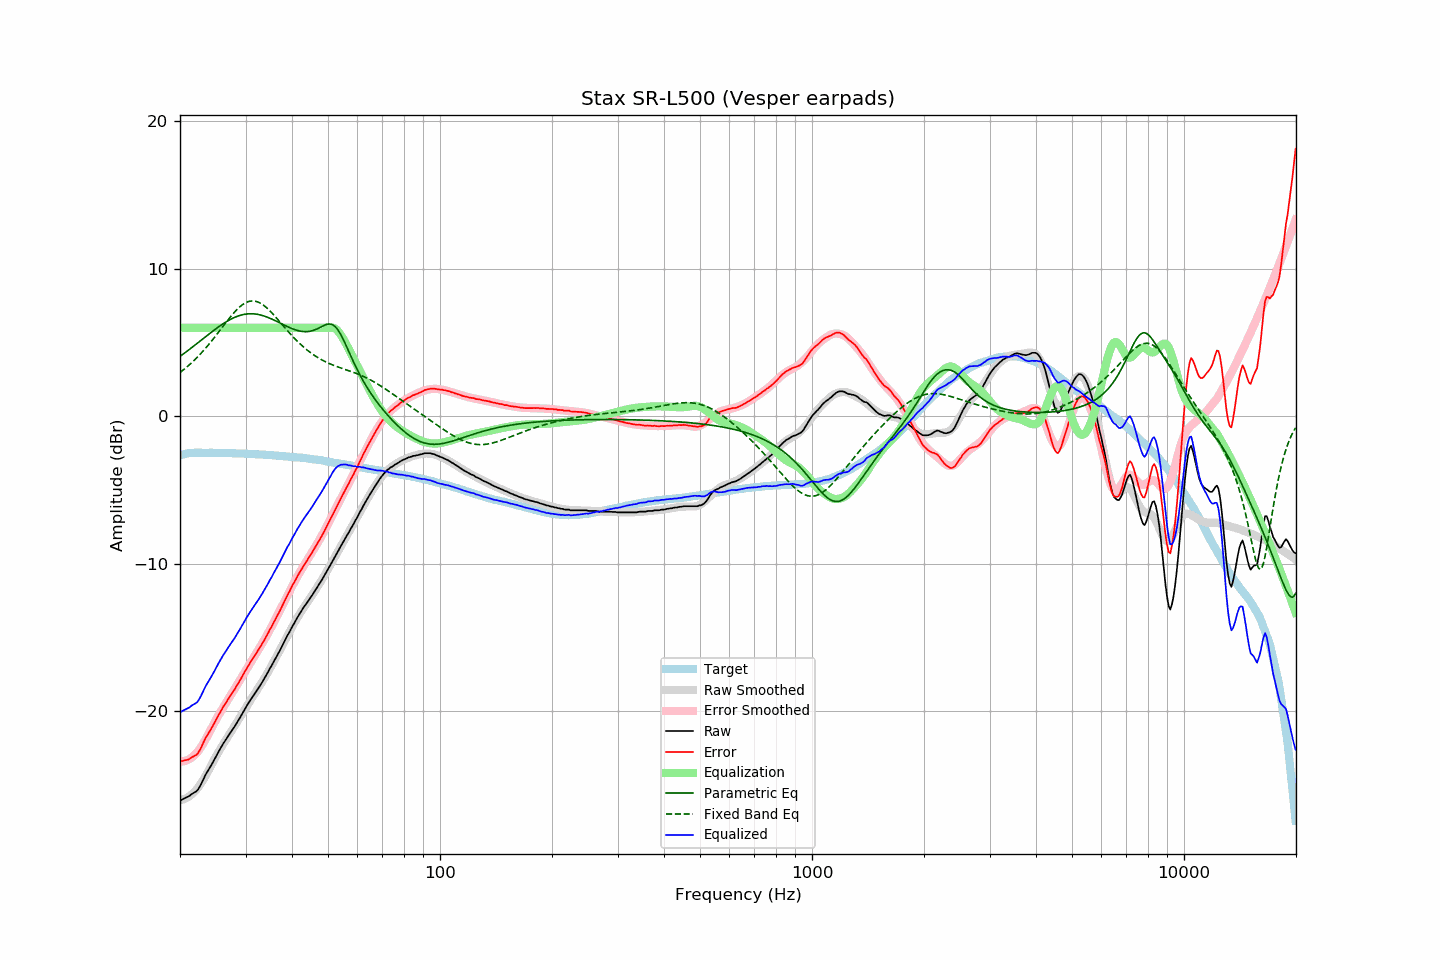 Stax SR-L500 (Vesper earpads)
20
10
0
−10
−20
Amplitude (dBr)
Target
Raw Smoothed
Error Smoothed
Raw
Error
Equalization
Parametric Eq
Fixed Band Eq
Equalized
100
1000
10000
Frequency (Hz)